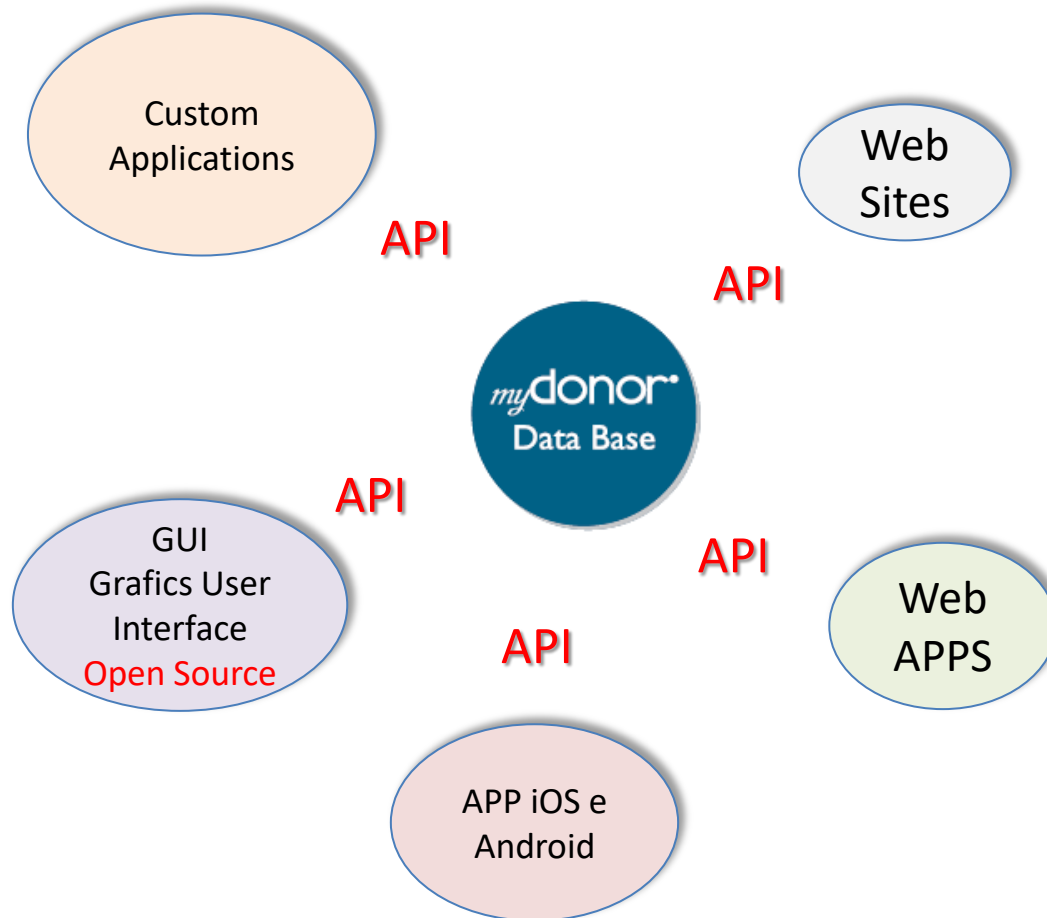 Custom
Applications
Web
Sites
API
API
mydonor
Data Base
API
GUI
Grafics User
Interface
Open Source
API
Web
APPS
API
APP iOS e
Android